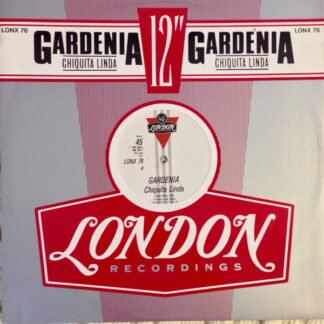 LONX 78
GARDENIA
CHIQUITA LINDA
12"
GARDENIA
CHIQUITA LINDA
LONX 78
LONDON
45
LONX 78
A
GARDENIA
Chiquita Linda
LONDON
RECORDINGS